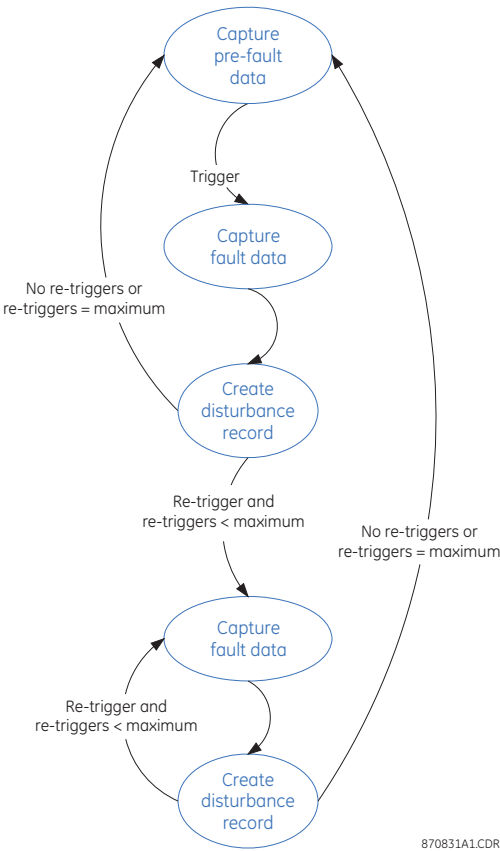 Capture
pre-fault
data
Trigger
Capture
fault data
No re-triggers or
re-triggers = maximum
Create
disturbance
record
Re-trigger and
re-triggers < maximum
No re-triggers or
re-triggers = maximum
Capture
fault data
Re-trigger and
re-triggers < maximum
Create
disturbance
record
870831A1.CDR